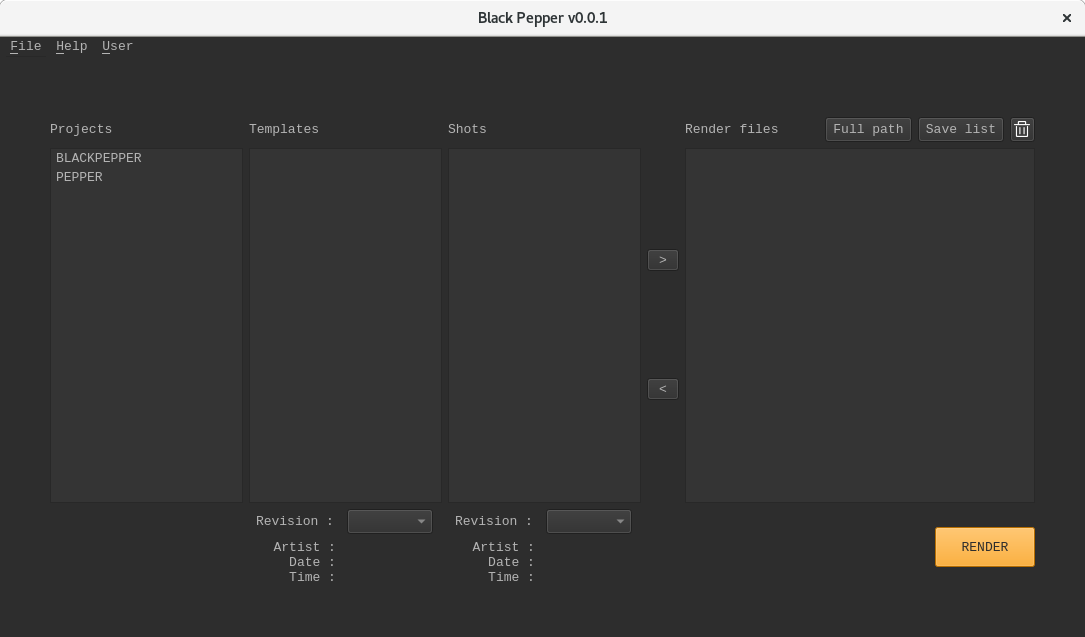 Black Pepper v0.0.1
File Help User
Projects Templates Shots Render files Full path Save list
BLACKPEPPER
PEPPER
>
<
Revision : Revision :
Artist : Artist :
Date : Date :
Time : Time :
RENDER